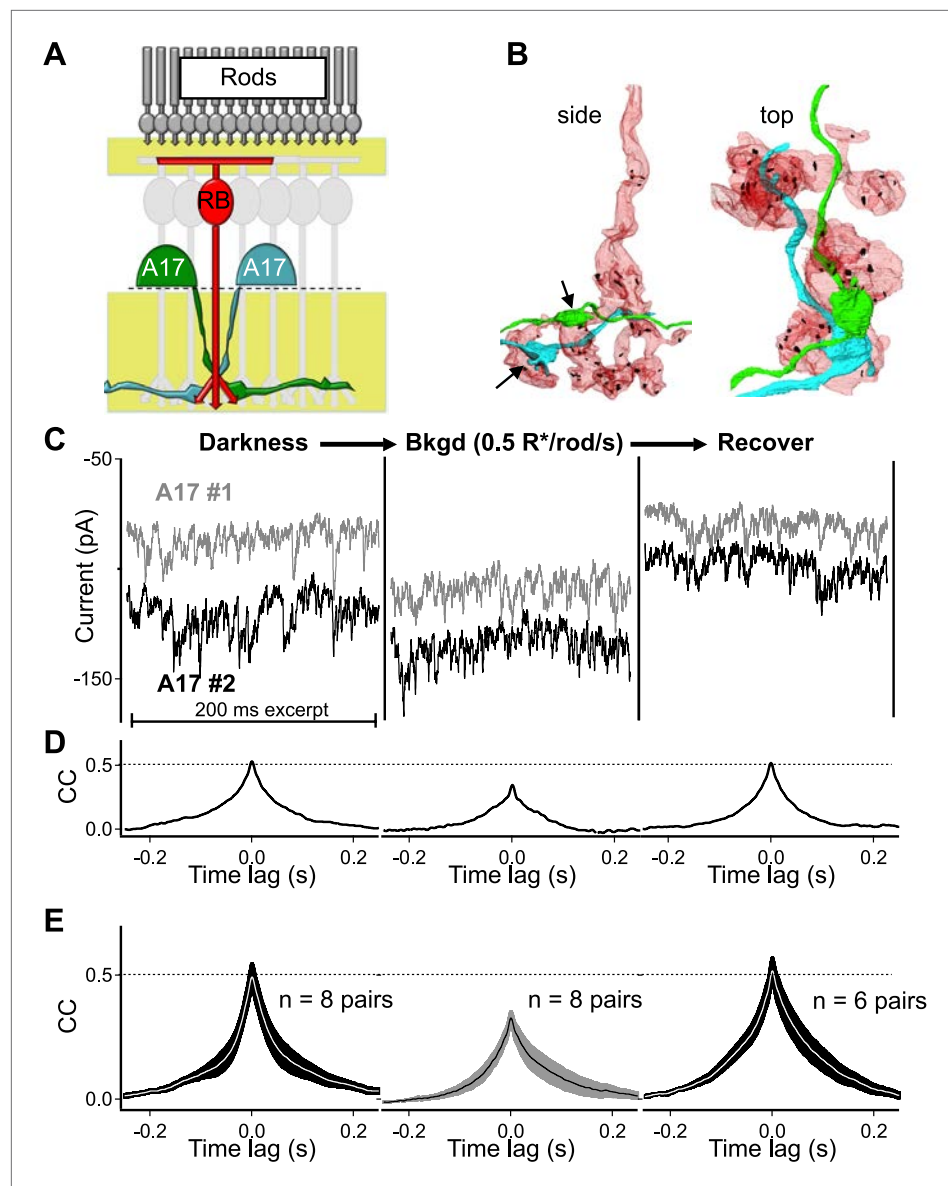 A
Rods
RB
A17
A17
B
side
top
C
Darkness
Bkgd (0.5 R*/rod/s)
Recover
-50
Current (pA)
-150
A17 #1
A17 #2
200 ms excerpt
D
CC
0.5
0.0
-0.2
0.0
0.2
Time lag (s)
-0.2
0.0
0.2
Time lag (s)
-0.2
0.0
0.2
Time lag (s)
E
CC
0.5
0.0
n = 8 pairs
n = 8 pairs
n = 6 pairs
-0.2
0.0
0.2
Time lag (s)
-0.2
0.0
0.2
Time lag (s)
-0.2
0.0
0.2
Time lag (s)